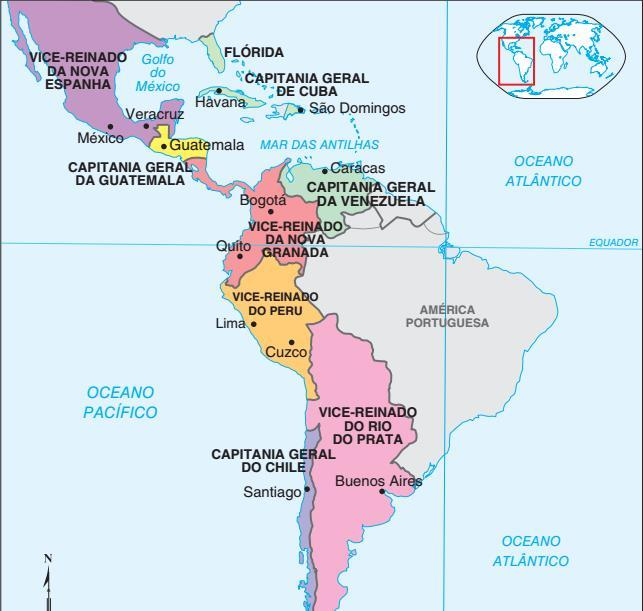 FLÓRIDA
VICE-REINADO
DA NOVA
ESPANHA
Golfo
do
México
CAPITANIA GERAL
DE CUBA
Havana
São Domingos
Veracruz
México
Guatemala
MAR DAS ANTILHAS
CAPITANIA GERAL
DA GUATEMALA
Caracas
OCEANO
ATLÂNTICO
CAPITANIA GERAL
DA VENEZUELA
Bogotá
VICE-REINADO
DA NOVA
GRANADA
Quito
EQUADOR
VICE-REINADO
DO PERU
Lima
Cuzco
AMÉRICA
PORTUGUESA
OCEANO
PACÍFICO
VICE-REINADO
DO RIO
DO PRATA
CAPITANIA GERAL
DO CHILE
Santiago
Buenos Aires
OCEANO
ATLÂNTICO
N